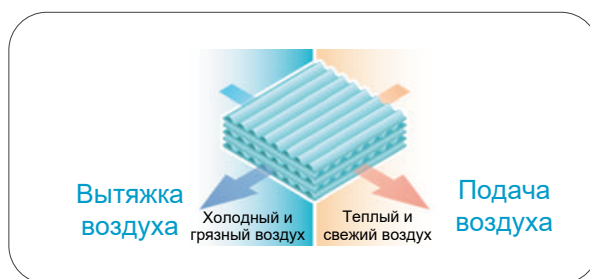 Вытяжка
воздуха
Холодный и
грязный воздух
Теплый и
свежий воздух
Подача
воздуха